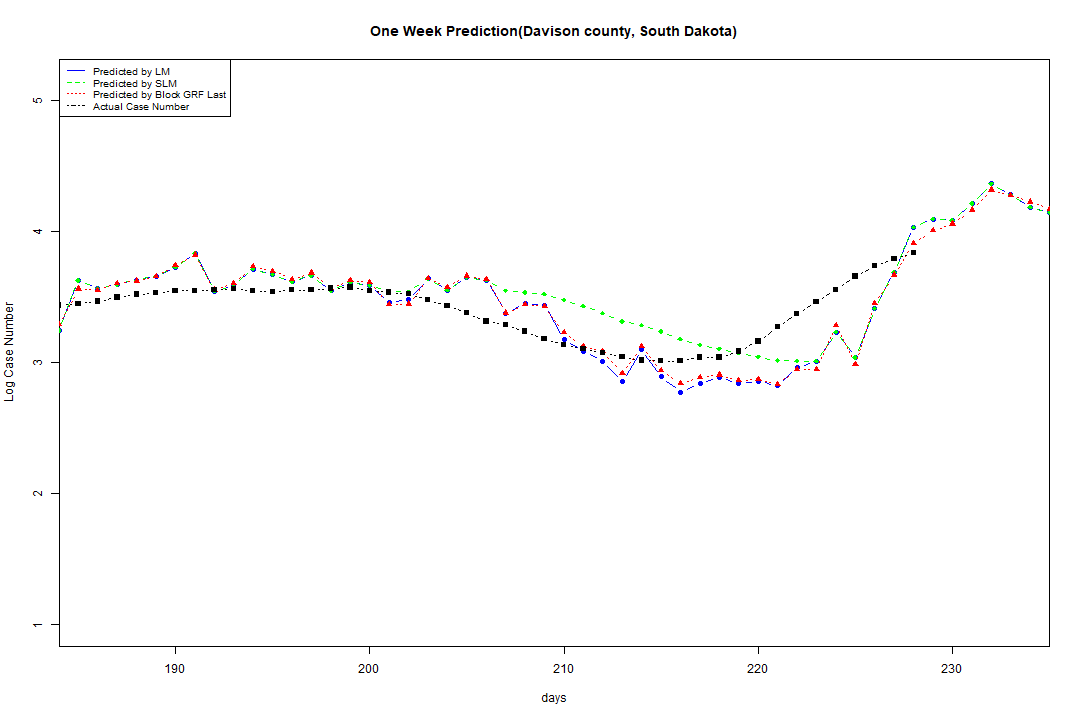 One Week Prediction(Davison county, South Dakota)
Predicted by LM
Predicted by SLM
Predicted by Block GRF Last
Actual Case Number
5
4
3
2
1
Log Case Number
190 200 210 220 230
days